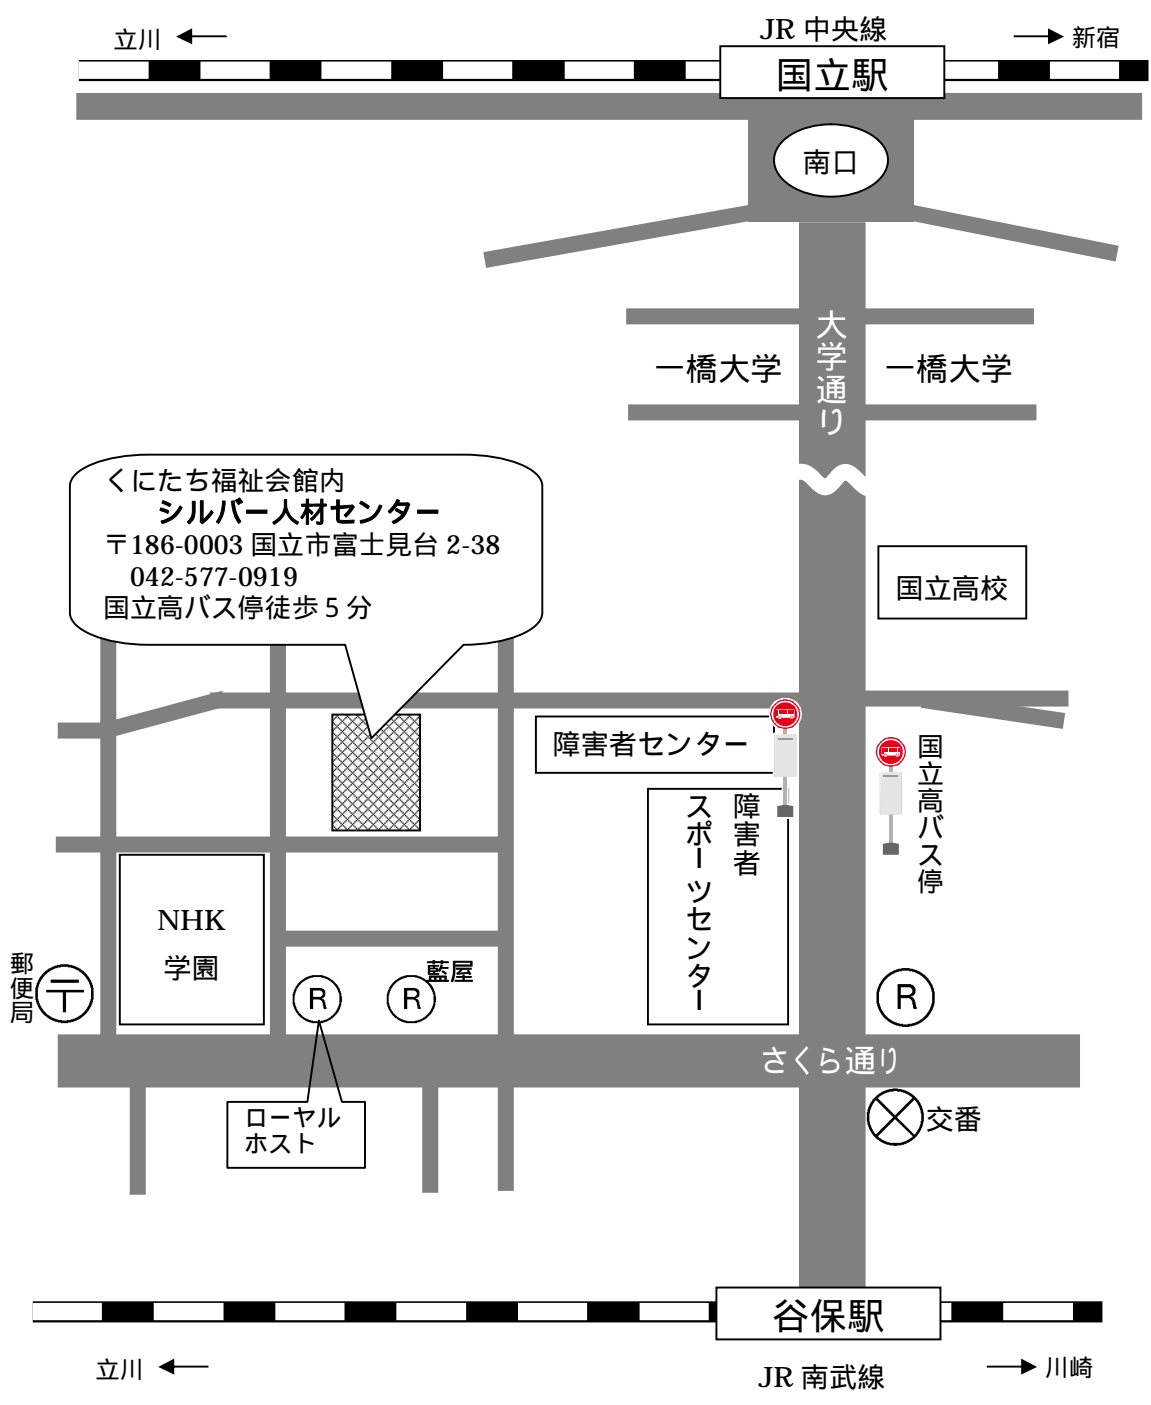 JR 中央線
立川
新宿
国立駅
南口
大学通り
一橋大学
一橋大学
くにたち福祉会館内
シルバー人材センター
〒186-0003 国立市富士見台 2-38
042-577-0919
国立高バス停徒歩５分
国立高校
障害者センター
国立高バス停
障害者
スポーツセンター
NHK
学園
郵便局
〒
R
R
藍屋
R
さくら通り
ローヤル
ホスト
交番
谷保駅
立川
JR 南武線
川崎